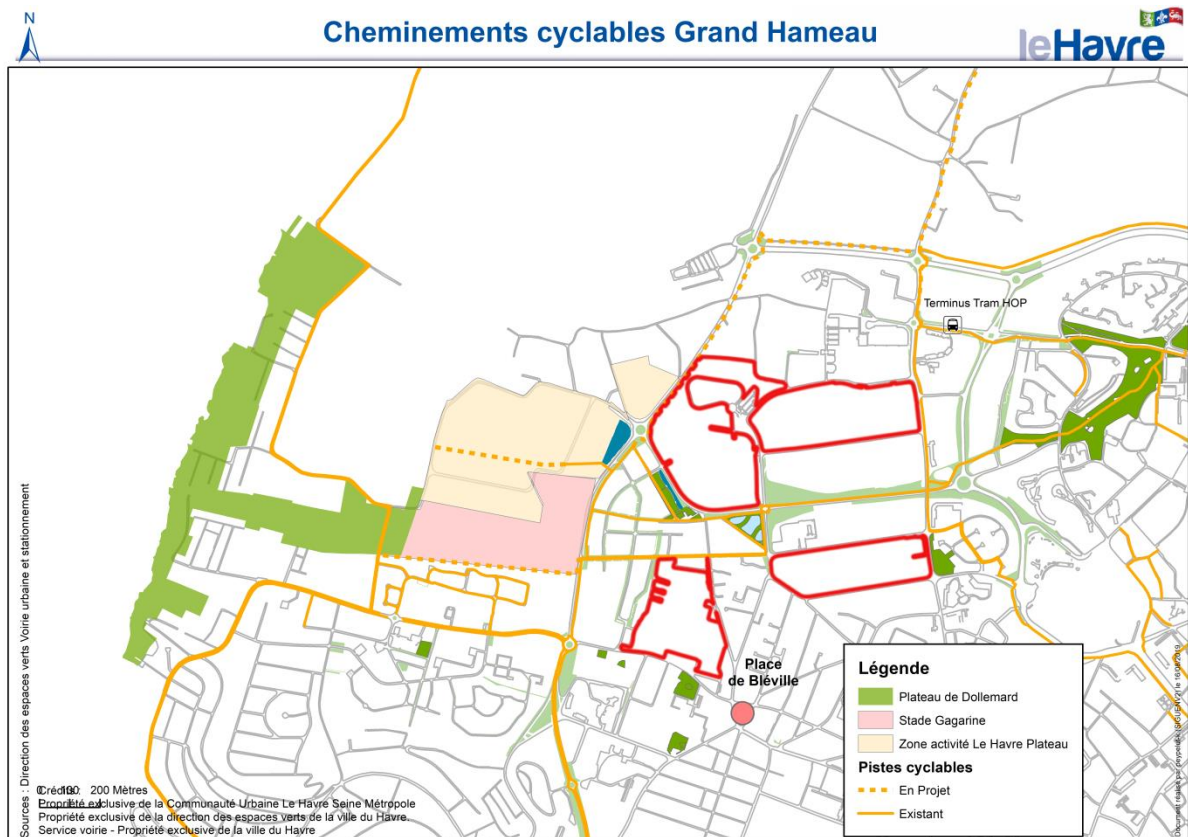 N
Cheminements cyclables Grand Hameau
leHavre
Terminus Tram HOP
Place
de Bléville
Légende
Plateau de Dollemard
Stade Gagarine
Zone activité Le Havre Plateau
Pistes cyclables
En Projet
Existant
Sources : Direction des espaces verts Voirie urbaine et stationnement
200 Mètres
Propriété exclusive de la Communauté Urbaine Le Havre Seine Métropole
Propriété exclusive de la direction des espaces verts de la ville du Havre.
Service voirie - Propriété exclusive de la ville du Havre